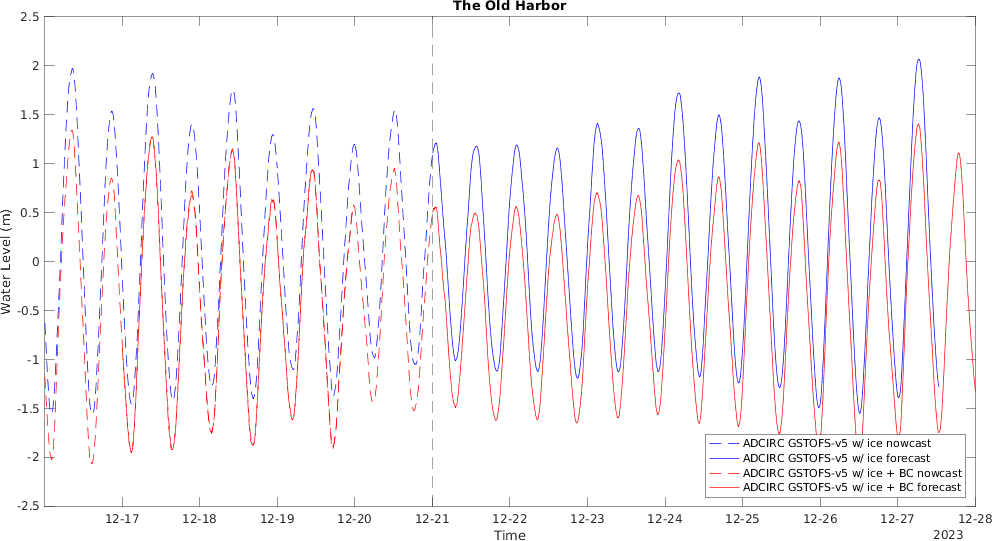 The Old Harbor
2.5
2
1.5
1
0.5
0
-0.5
-1
-1.5
-2
-2.5
Water Level (m)
ADCIRC GSTOFS-v5 w/ ice nowcast
ADCIRC GSTOFS-v5 w/ ice forecast
ADCIRC GSTOFS-v5 w/ ice + BC nowcast
ADCIRC GSTOFS-v5 w/ ice + BC forecast
12-17 12-18 12-19 12-20 12-21 12-22 12-23 12-24 12-25 12-26 12-27 12-28
Time
2023